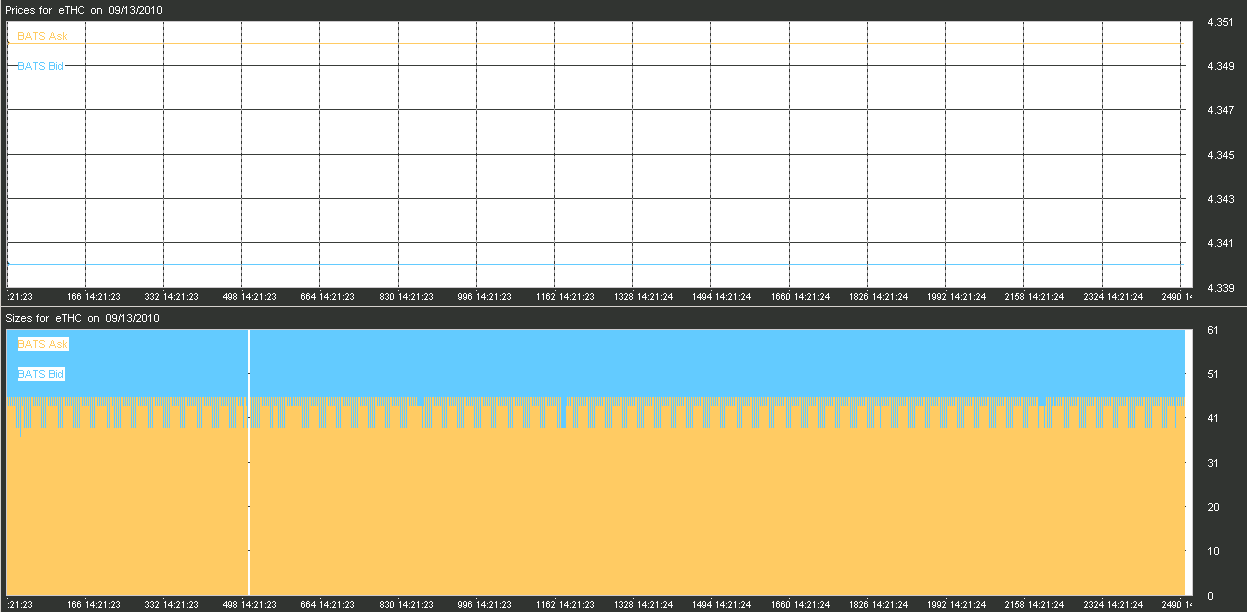 Prices for eTHC on 09/13/2010
BATS Ask
BATS Bid
4.351
4.349
4.347
4.345
4.343
4.341
4.339
:21:23 166 14:21:23 332 14:21:23 498 14:21:23 664 14:21:23 830 14:21:23 996 14:21:23 1162 14:21:23 1328 14:21:24 1494 14:21:24 1660 14:21:24 1826 14:21:24 1992 14:21:24 2158 14:21:24 2324 14:21:24 2490 14
Sizes for eTHC on 09/13/2010
BATS Ask
BATS Bid
61
51
41
31
20
10
0
:21:23 166 14:21:23 332 14:21:23 498 14:21:23 664 14:21:23 830 14:21:23 996 14:21:23 1162 14:21:24 1328 14:21:24 1494 14:21:24 1660 14:21:24 1826 14:21:24 1992 14:21:24 2158 14:21:24 2324 14:21:24 2490 14